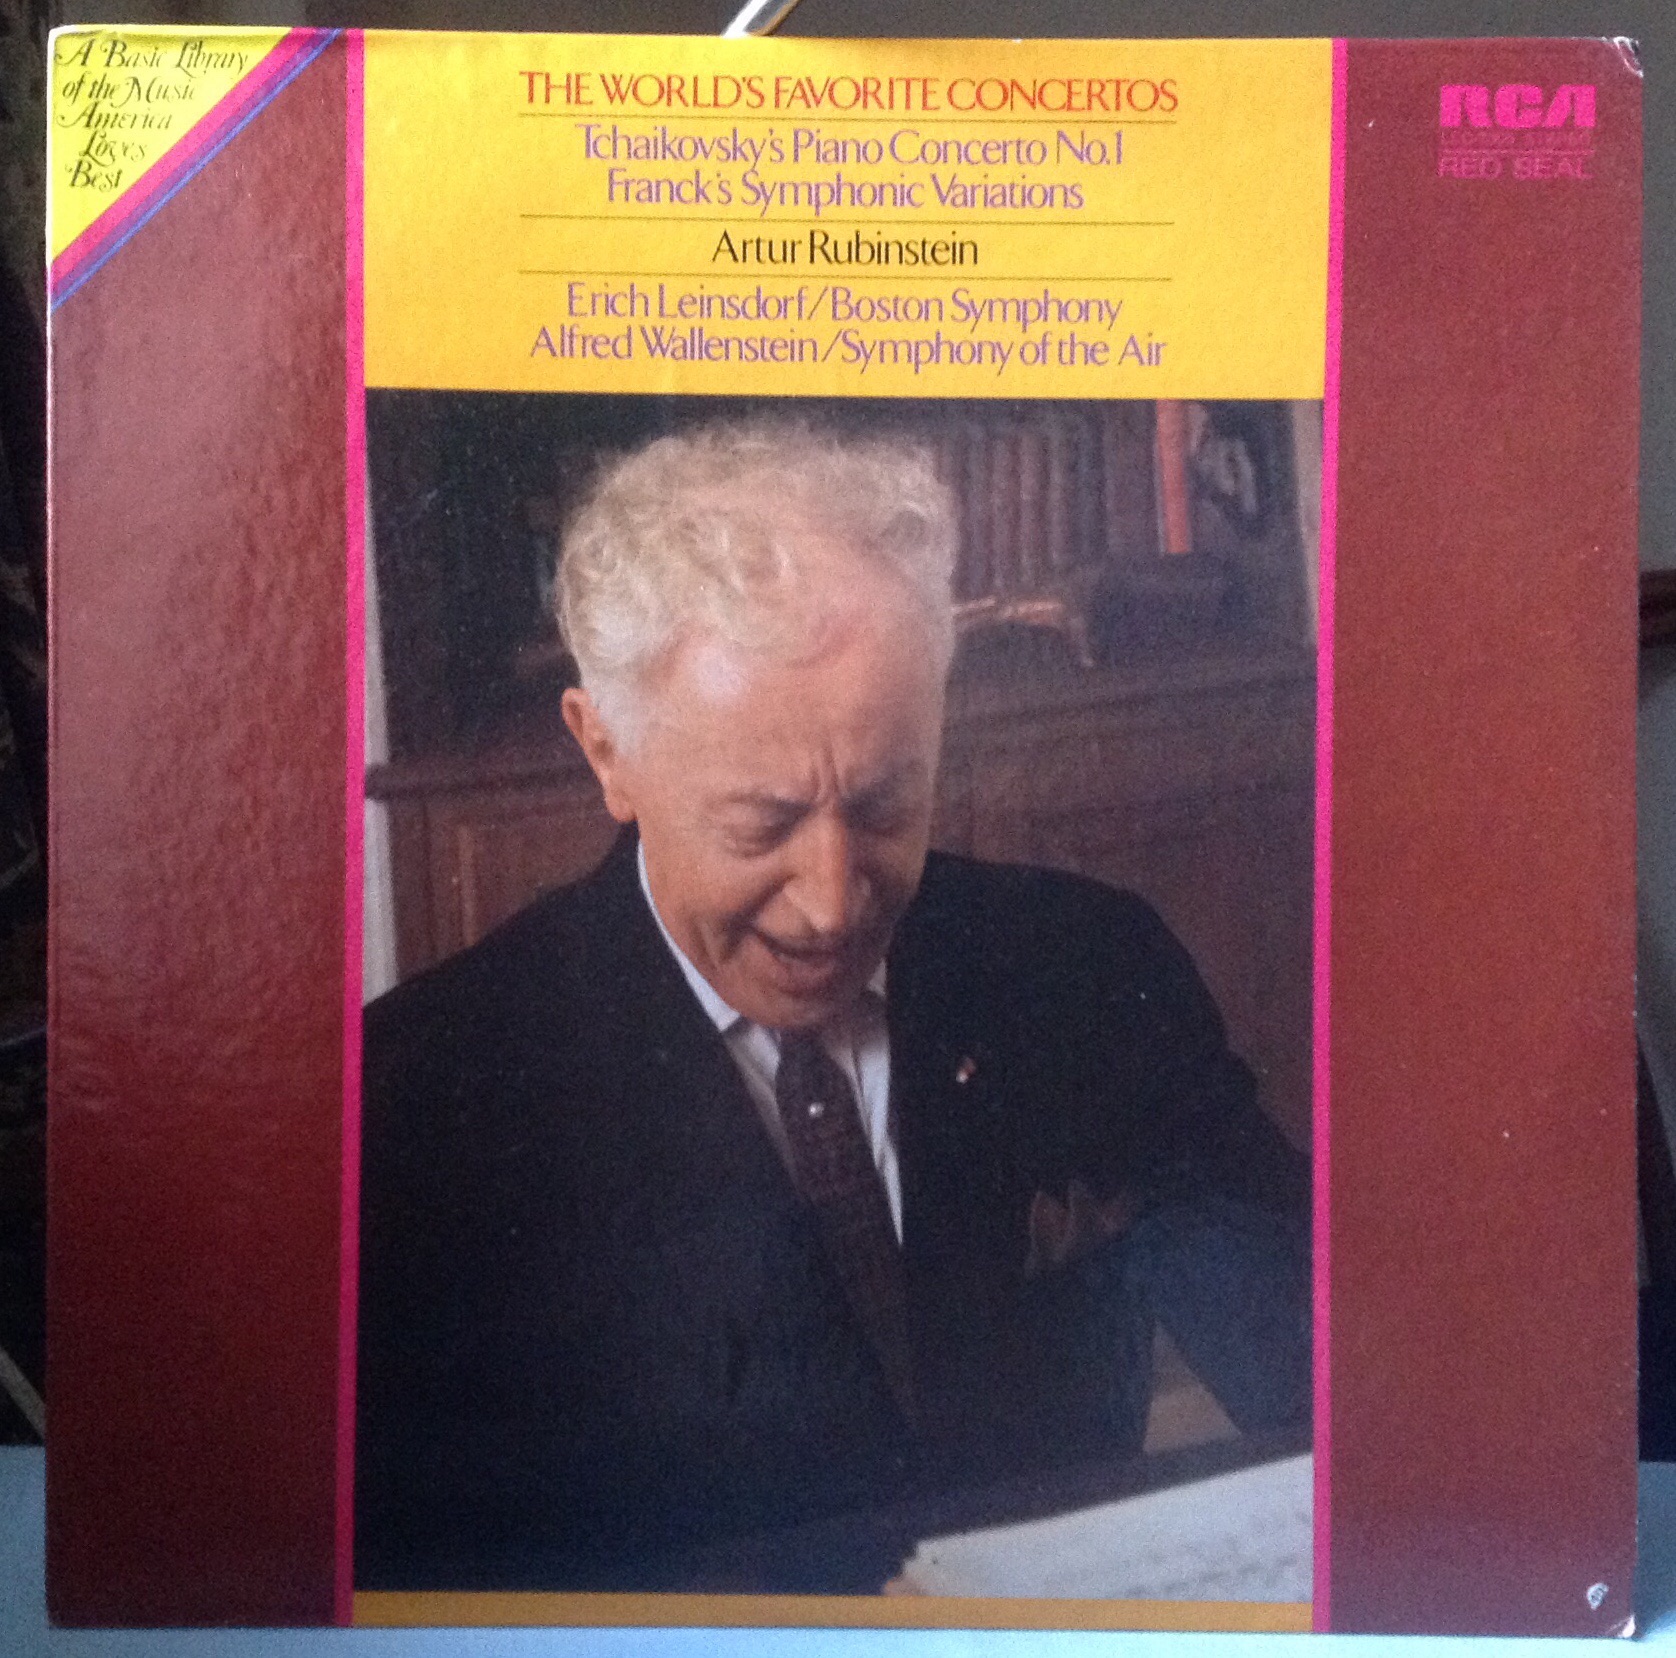 A Basic Library
of the Music
America
Loves
Best
THE WORLD'S FAVORITE CONCERTOS
Tchaikovsky's Piano Concerto No.1
Franck's Symphonic Variations
Artur Rubinstein
Erich Leinsdorf/Boston Symphony
Alfred Wallenstein/Symphony of the Air
RCA
RED SEAL